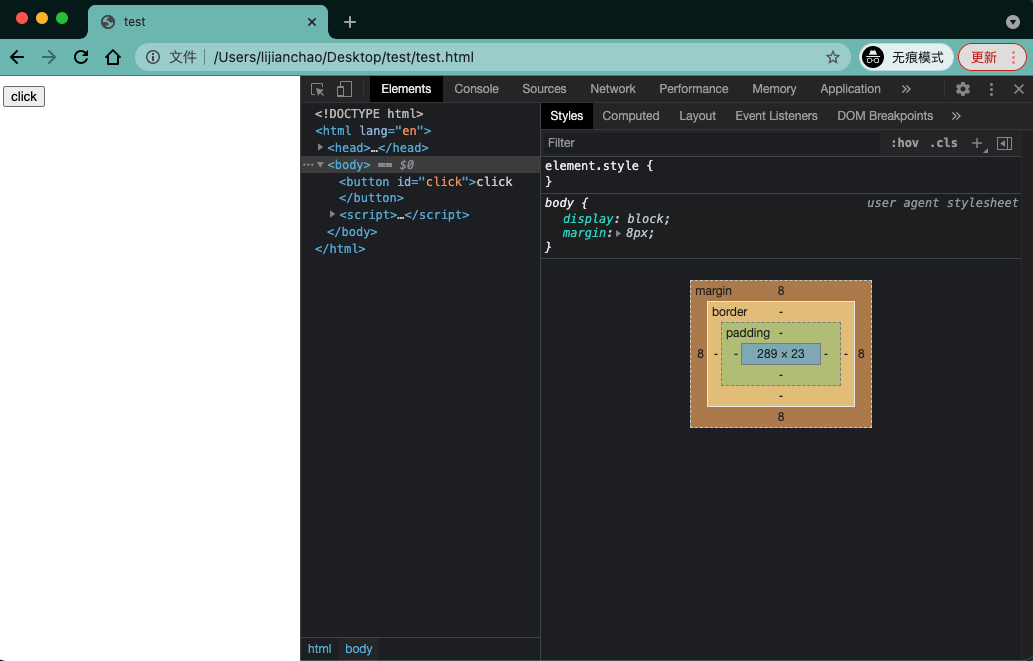 test
文件 /Users/lijianchao/Desktop/test/test.html 无痕模式 更新
click
Elements Console Sources Network Performance Memory Application
<!DOCTYPE html>
<html lang="en">
<head>…</head>
<body> == $0
<button id="click">click
</button>
<script>…</script>
</body>
</html>
html body
Styles Computed Layout Event Listeners DOM Breakpoints
Filter :hov .cls
element.style {
}
body { user agent stylesheet
display: block;
margin: 8px;
}
margin 8
border -
padding -
8 - - 289 × 23 - - 8
-
-
8